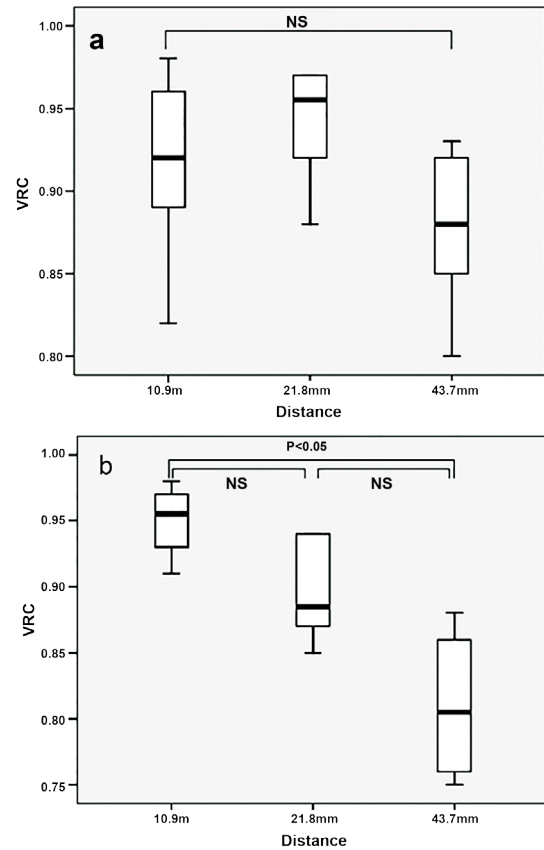 a
NS
1.00
0.95
0.90
0.85
0.80
VRC
10.9m 21.8mm 43.7mm
Distance
b
P<0.05
NS NS
1.00
0.95
0.90
0.85
0.80
0.75
VRC
10.9m 21.8mm 43.7mm
Distance